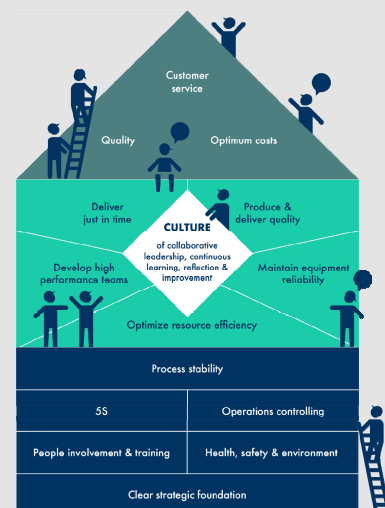 Customer
service
Quality
Optimum costs
Deliver
just in time
Produce &
deliver quality
CULTURE
of collaborative
leadership, continuous
learning, reflection &
improvement
Develop high
performance teams
Maintain equipment
reliability
Optimize resource efficiency
Process stability
5S
Operations controlling
People involvement & training
Health, safety & environment
Clear strategic foundation